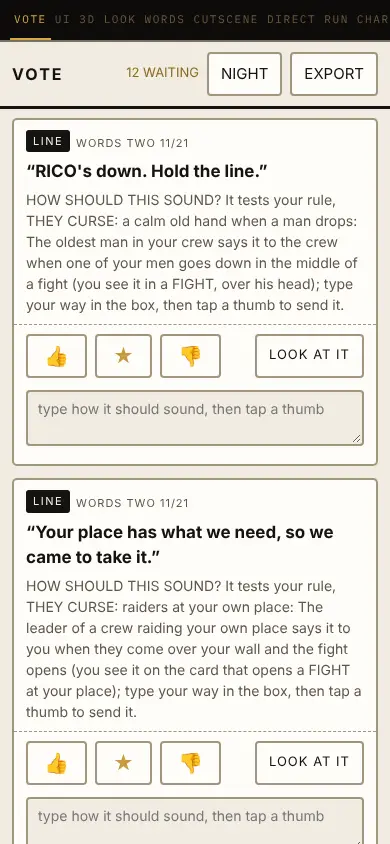 VOTE UI 3D LOOK WORDS CUTSCENE DIRECT RUN CHAR
VOTE 12 WAITING NIGHT EXPORT
LINE WORDS TWO 11/21
“RICO's down. Hold the line.”
HOW SHOULD THIS SOUND? It tests your rule,
THEY CURSE: a calm old hand when a man drops:
The oldest man in your crew says it to the crew
when one of your men goes down in the middle of
a fight (you see it in a FIGHT, over his head); type
your way in the box, then tap a thumb to send it.
LOOK AT IT
type how it should sound, then tap a thumb
LINE WORDS TWO 11/21
“Your place has what we need, so we
came to take it.”
HOW SHOULD THIS SOUND? It tests your rule,
THEY CURSE: raiders at your own place: The
leader of a crew raiding your own place says it to
you when they come over your wall and the fight
opens (you see it on the card that opens a FIGHT
at your place); type your way in the box, then tap a
thumb to send it.
LOOK AT IT
type how it should sound, then tap a thumb